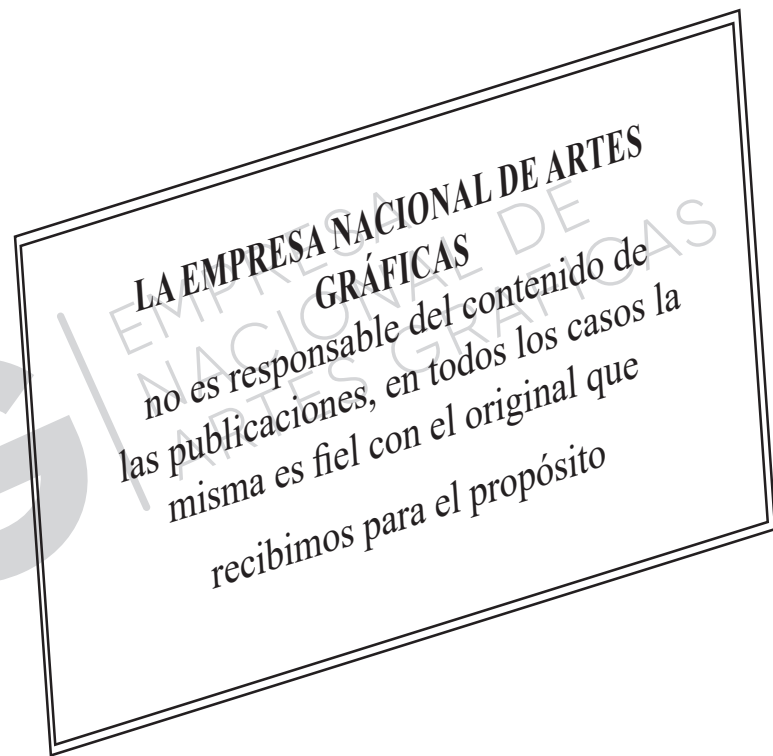 LA EMPRESA NACIONAL DE ARTES
GRÁFICAS
no es responsable del contenido de
las publicaciones, en todos los casos la
misma es fiel con el original que
recibimos para el propósito
EMPRESA
NACIONAL DE
ARTES GRÁFICAS
G